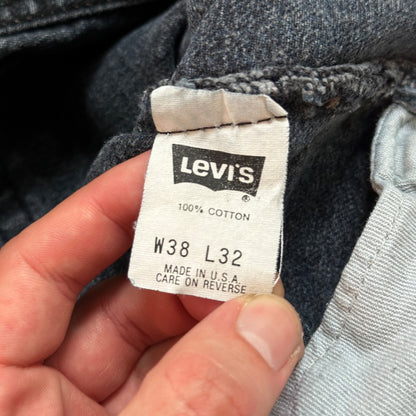 Levi's
®
100% COTTON
W38 L32
MADE IN U.S.A
CARE ON REVERSE